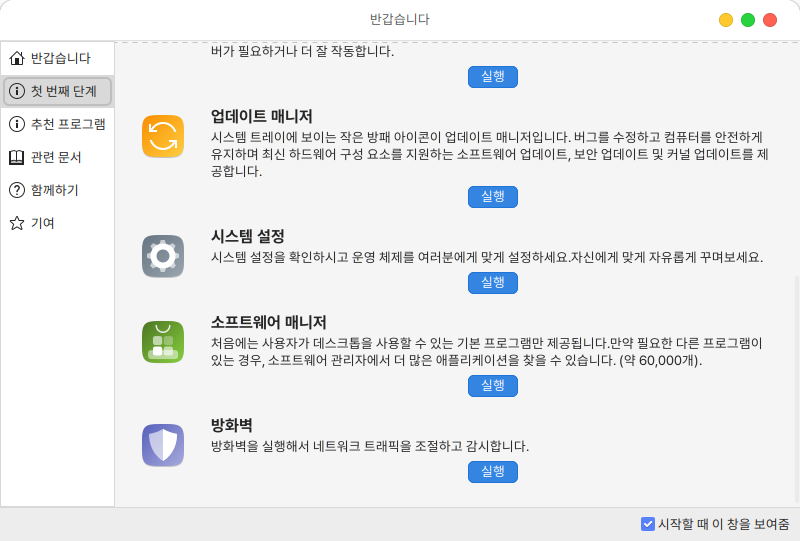 반갑습니다
반갑습니다
첫 번째 단계
추천 프로그램
관련 문서
함께하기
기여
버가 필요하거나 더 잘 작동합니다.
실행
업데이트 매니저
시스템 트레이에 보이는 작은 방패 아이콘이 업데이트 매니저입니다. 버그를 수정하고 컴퓨터를 안전하게
유지하며 최신 하드웨어 구성 요소를 지원하는 소프트웨어 업데이트, 보안 업데이트 및 커널 업데이트를 제
공합니다.
실행
시스템 설정
시스템 설정을 확인하시고 운영 체제를 여러분에게 맞게 설정하세요.자신에게 맞게 자유롭게 꾸며보세요.
실행
소프트웨어 매니저
처음에는 사용자가 데스크톱을 사용할 수 있는 기본 프로그램만 제공됩니다.만약 필요한 다른 프로그램이
있는 경우, 소프트웨어 관리자에서 더 많은 애플리케이션을 찾을 수 있습니다. (약 60,000개).
실행
방화벽
방화벽을 실행해서 네트워크 트래픽을 조절하고 감시합니다.
실행
시작할 때 이 창을 보여줌